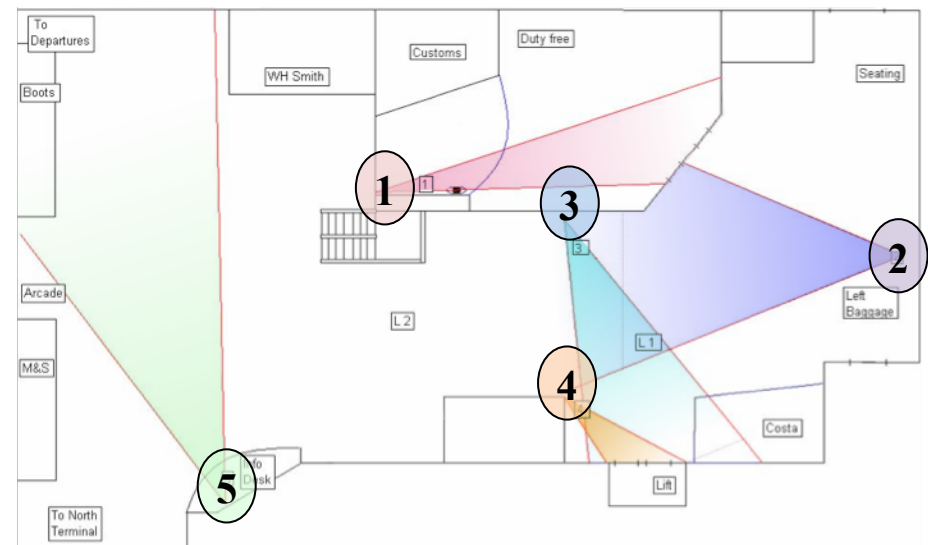 To
Departures
Customs
Duty free
WH Smith
Seating
Boots
1
1
3
3
2
Arcade
Left
Baggage
L 2
L 1
M&S
4
4
Costa
Info
Desk
5
Lift
To North
Terminal